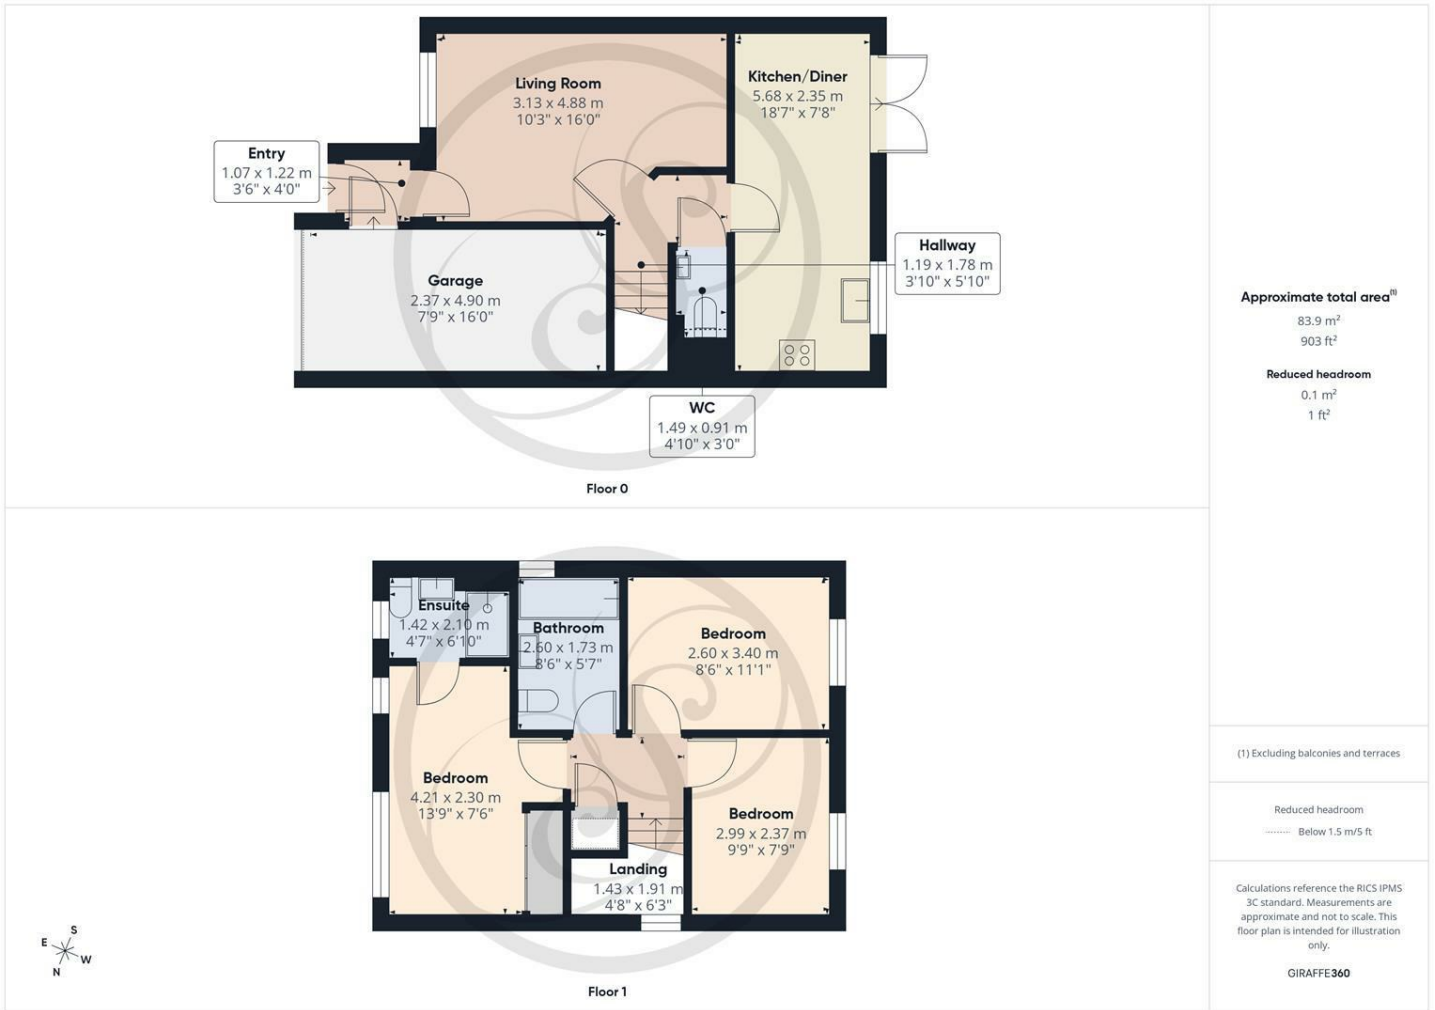 Living Room
3.13 x 4.88 m
10'3" x 16'0"
Kitchen/Diner
5.68 x 2.35 m
18'7" x 7'8"
Entry
1.07 x 1.22 m
3'6" x 4'0"
Hallway
1.19 x 1.78 m
3'10" x 5'10"
Garage
2.37 x 4.90 m
7'9" x 16'0"
WC
1.49 x 0.91 m
4'10" x 3'0"
Floor 0
Ensuite
1.42 x 2.10 m
4'7" x 6'10"
Bathroom
2.60 x 1.73 m
8'6" x 5'7"
Bedroom
2.60 x 3.40 m
8'6" x 11'1"
Bedroom
4.21 x 2.30 m
13'9" x 7'6"
Bedroom
2.99 x 2.37 m
9'9" x 7'9"
Landing
1.43 x 1.91 m
4'8" x 6'3"
S
E
W
N
Floor 1
Approximate total area(1)
83.9 m²
903 ft²
Reduced headroom
0.1 m²
1 ft²
(1) Excluding balconies and terraces
Reduced headroom
Below 1.5 m/5 ft
Calculations reference the RICS IPMS
3C standard. Measurements are
approximate and not to scale. This
floor plan is intended for illustration
only.
GIRAFFE360